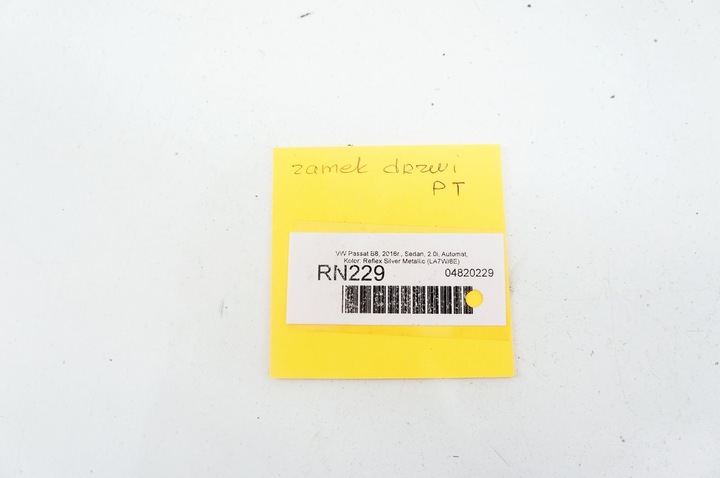 zamek drzwi
PT
VW Passat B8, 2016r., Sedan, 2.0i, Automat,
Kolor: Reflex Silver Metallic (LA7W/8E)
RN229 04820229